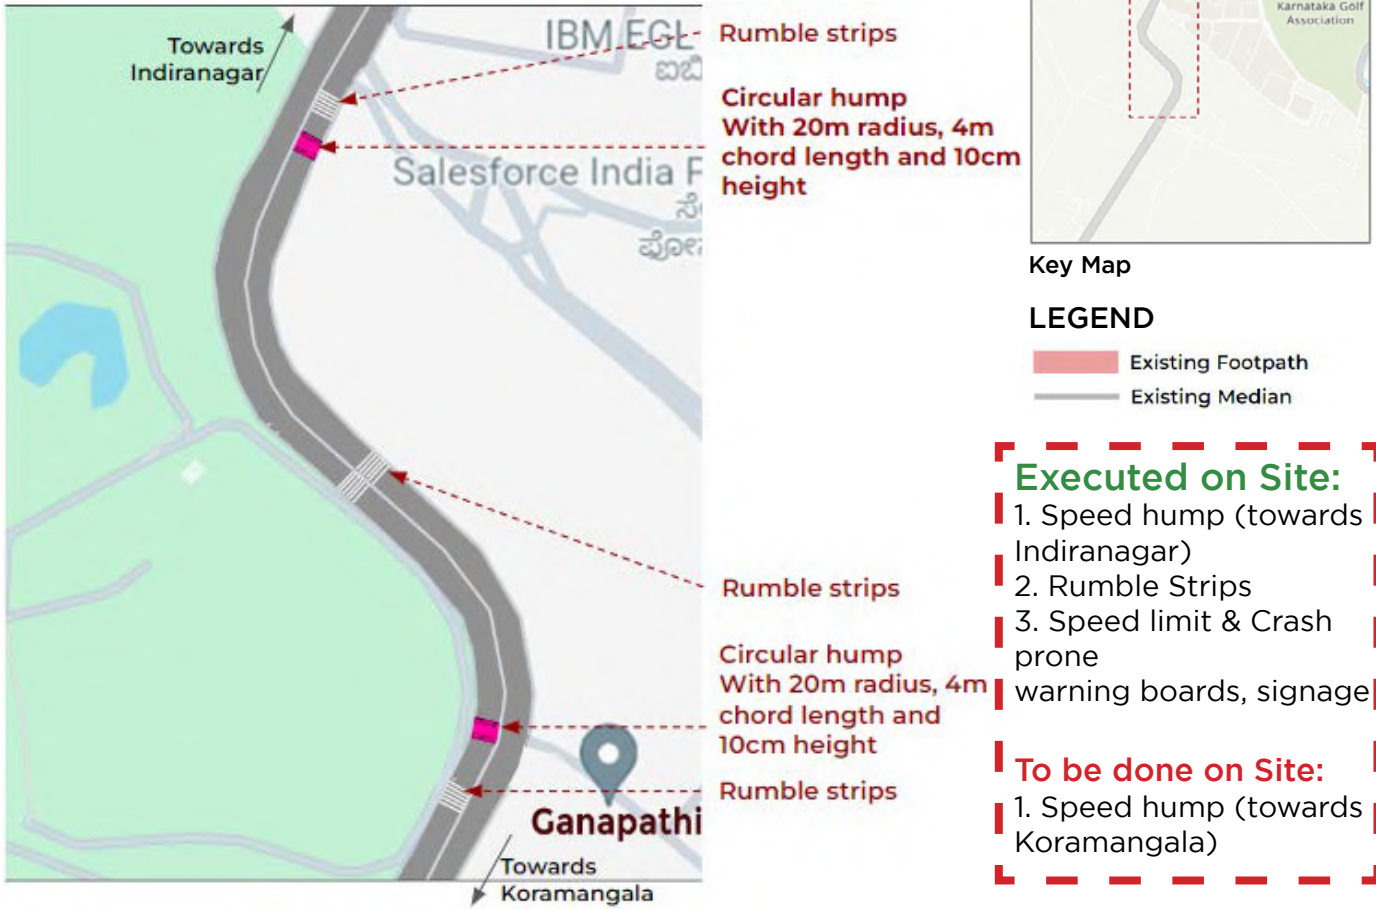 Towards
Indiranagar
IBM EGL
ಐಬಿ
Salesforce India F
ಫೋಸ
Ganapathi
Towards
Koramangala
Rumble strips
Circular hump
With 20m radius, 4m
chord length and 10cm
height
Rumble strips
Circular hump
With 20m radius, 4m
chord length and
10cm height
Rumble strips
Karnataka Golf
Association
Key Map
LEGEND
Existing Footpath
Existing Median
Executed on Site:
1. Speed hump (towards
Indiranagar)
2. Rumble Strips
3. Speed limit & Crash
prone
warning boards, signage
To be done on Site:
1. Speed hump (towards
Koramangala)